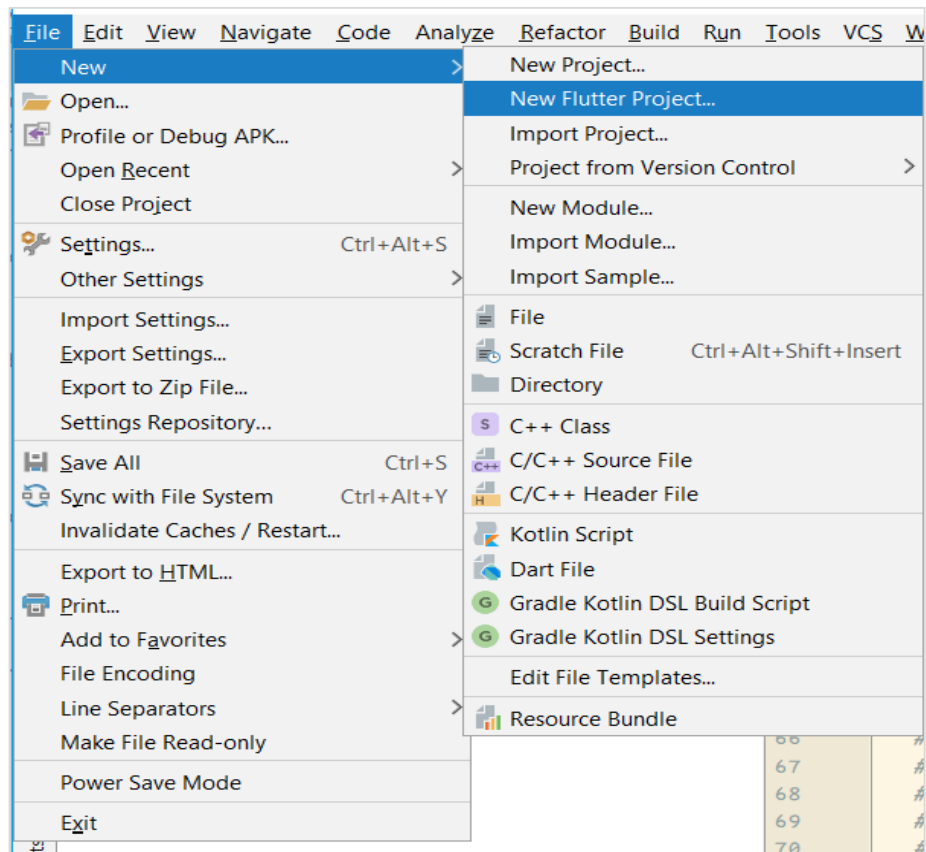 File Edit View Navigate Code Analyze Refactor Build Run Tools VCS W
New
Open...
Profile or Debug APK...
Open Recent
Close Project
Settings... Ctrl+Alt+S
Other Settings
Import Settings...
Export Settings...
Export to Zip File...
Settings Repository...
Save All Ctrl+S
Sync with File System Ctrl+Alt+Y
Invalidate Caches / Restart...
Export to HTML...
Print...
Add to Favorites
File Encoding
Line Separators
Make File Read-only
Power Save Mode
Exit
New Project...
New Flutter Project...
Import Project...
Project from Version Control
New Module...
Import Module...
Import Sample...
File
Scratch File Ctrl+Alt+Shift+Insert
Directory
S C++ Class
C++ C/C++ Source File
H C/C++ Header File
Kotlin Script
Dart File
G Gradle Kotlin DSL Build Script
G Gradle Kotlin DSL Settings
Edit File Templates...
Resource Bundle
66 #
67 #
68 #
69 #
70 #
ts